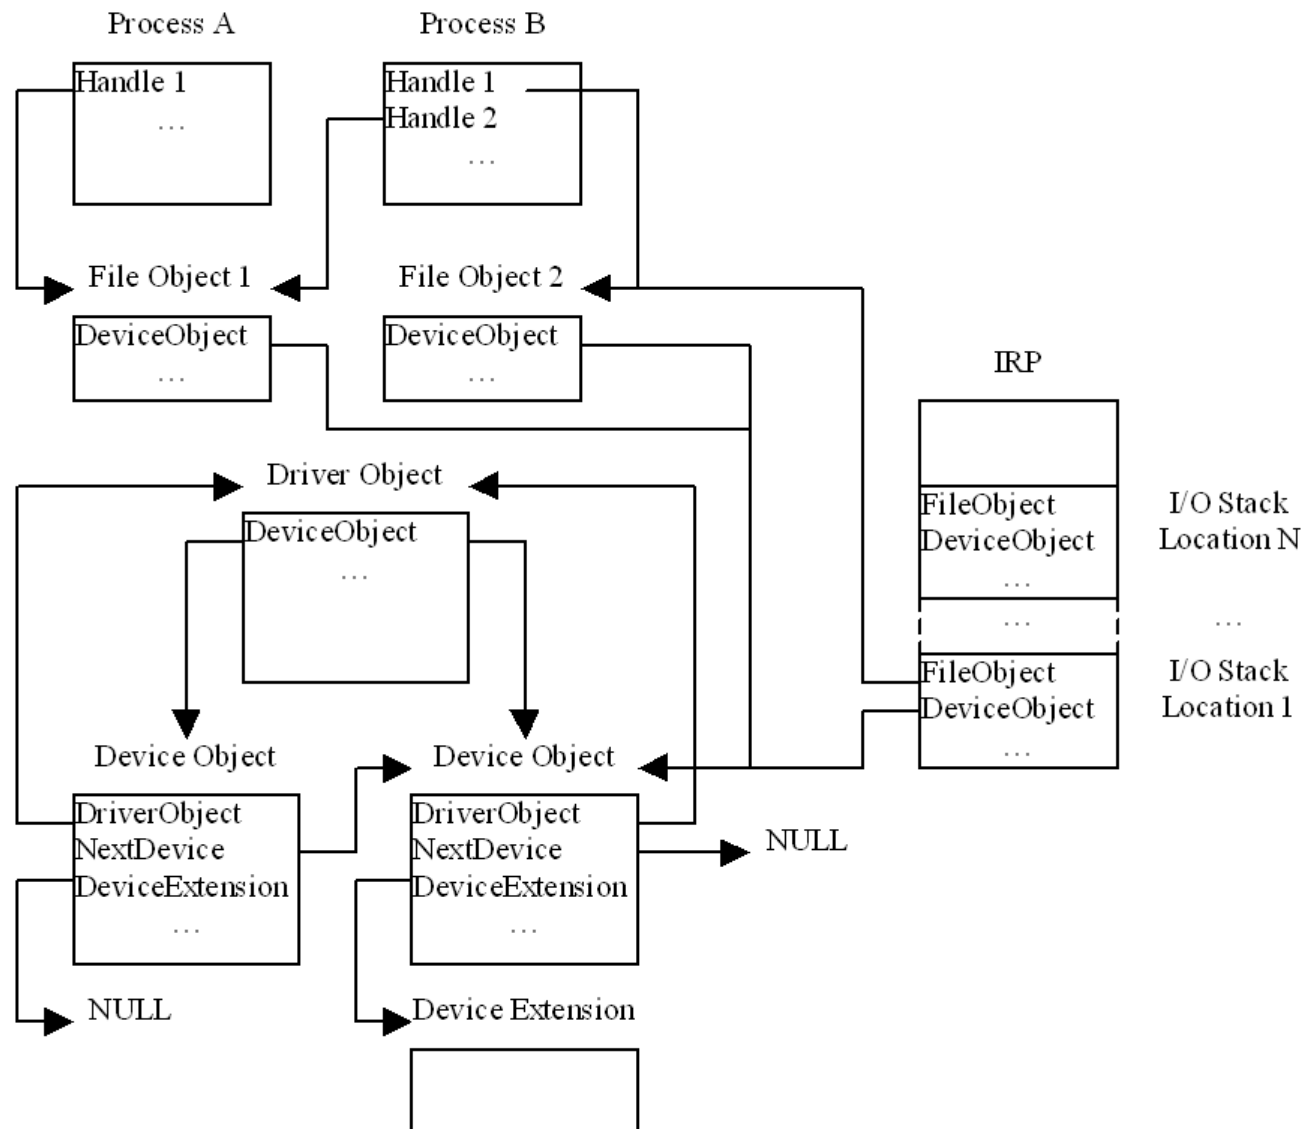 Process A
Process B
Handle 1
...
Handle 1
Handle 2
...
File Object 1
File Object 2
DeviceObject
...
DeviceObject
...
IRP
Driver Object
DeviceObject
...
FileObject
DeviceObject
...
I/O Stack
Location N
...
...
FileObject
DeviceObject
...
I/O Stack
Location 1
Device Object
Device Object
DriverObject
NextDevice
DeviceExtension
...
DriverObject
NextDevice
DeviceExtension
...
NULL
NULL
Device Extension